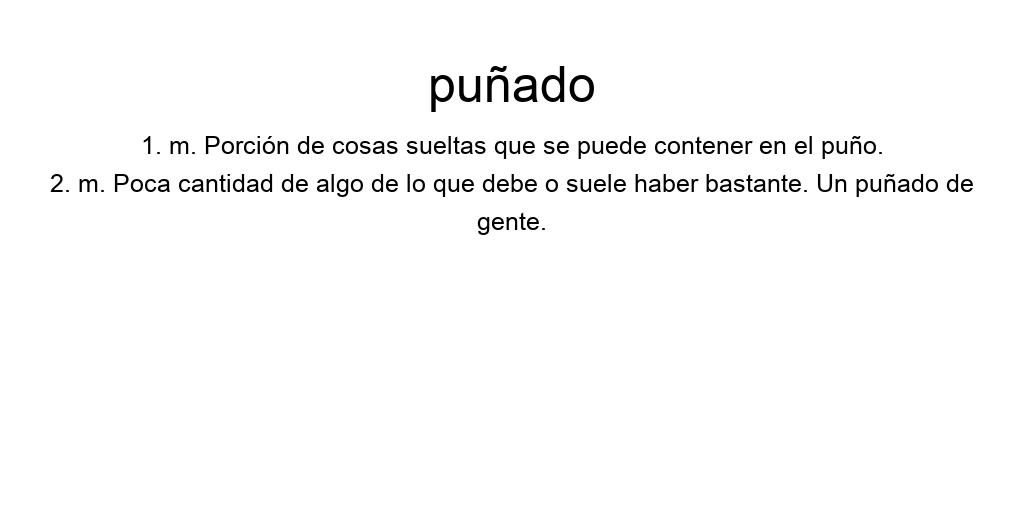 puñado
1. m. Porción de cosas sueltas que se puede contener en el puño.
2. m. Poca cantidad de algo de lo que debe o suele haber bastante. Un puñado de
gente.